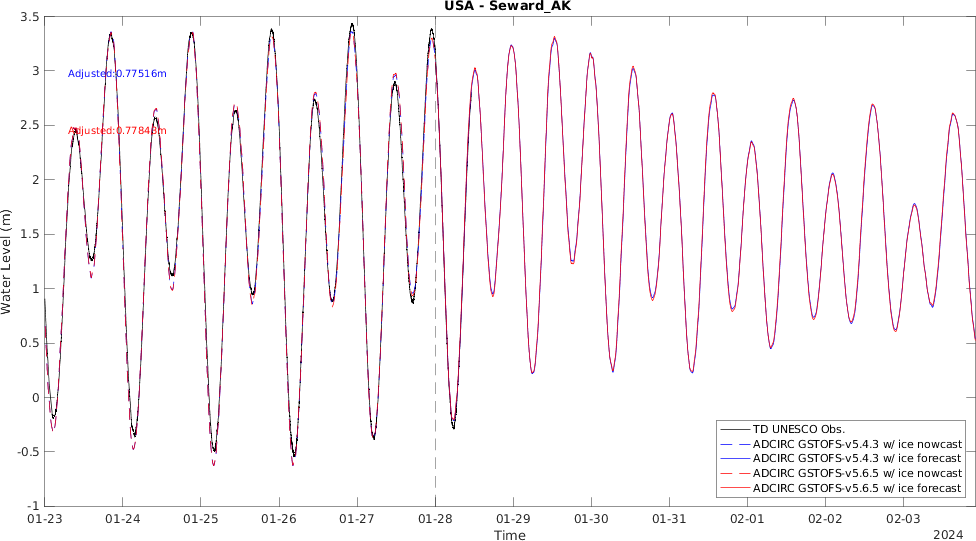 USA - Seward_AK
3.5
3
2.5
2
1.5
1
0.5
0
-0.5
-1
Water Level (m)
Adjusted:0.77516m
Adjusted:0.77843m
TD UNESCO Obs.
ADCIRC GSTOFS-v5.4.3 w/ ice nowcast
ADCIRC GSTOFS-v5.4.3 w/ ice forecast
ADCIRC GSTOFS-v5.6.5 w/ ice nowcast
ADCIRC GSTOFS-v5.6.5 w/ ice forecast
01-23 01-24 01-25 01-26 01-27 01-28 01-29 01-30 01-31 02-01 02-02 02-03
Time
2024